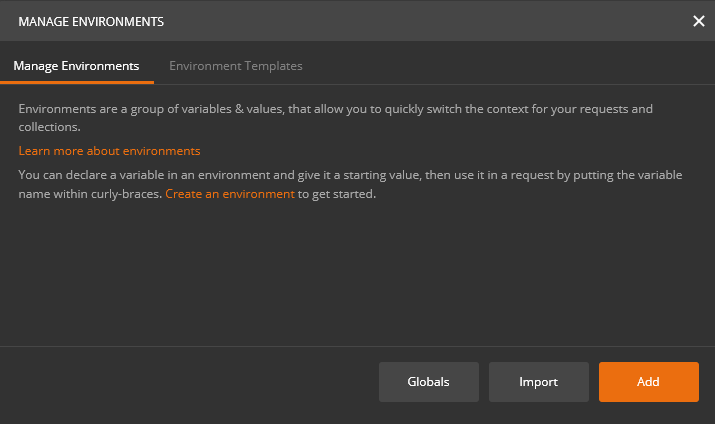 MANAGE ENVIRONMENTS
Manage Environments
Environment Templates
Environments are a group of variables & values, that allow you to quickly switch the context for your requests and
collections.
Learn more about environments
You can declare a variable in an environment and give it a starting value, then use it in a request by putting the variable
name within curly-braces. Create an environment to get started.
Globals
Import
Add